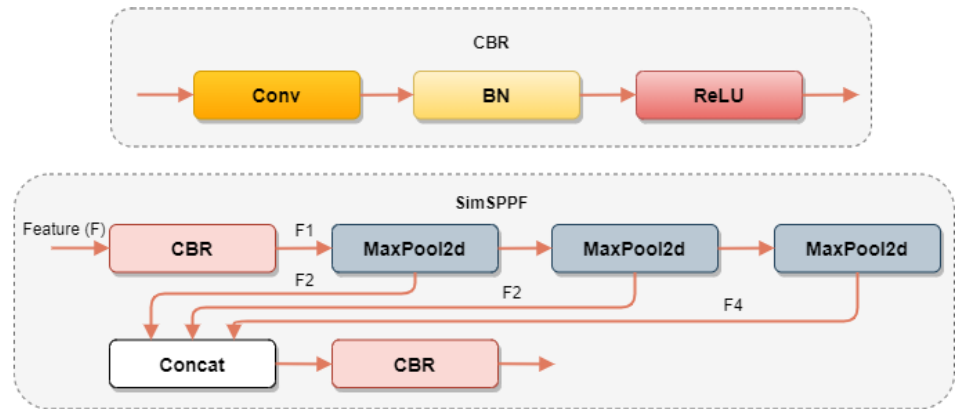 CBR
Conv BN ReLU
SimSPPF
Feature (F) F1
CBR MaxPool2d MaxPool2d MaxPool2d
F2 F2 F4
Concat CBR